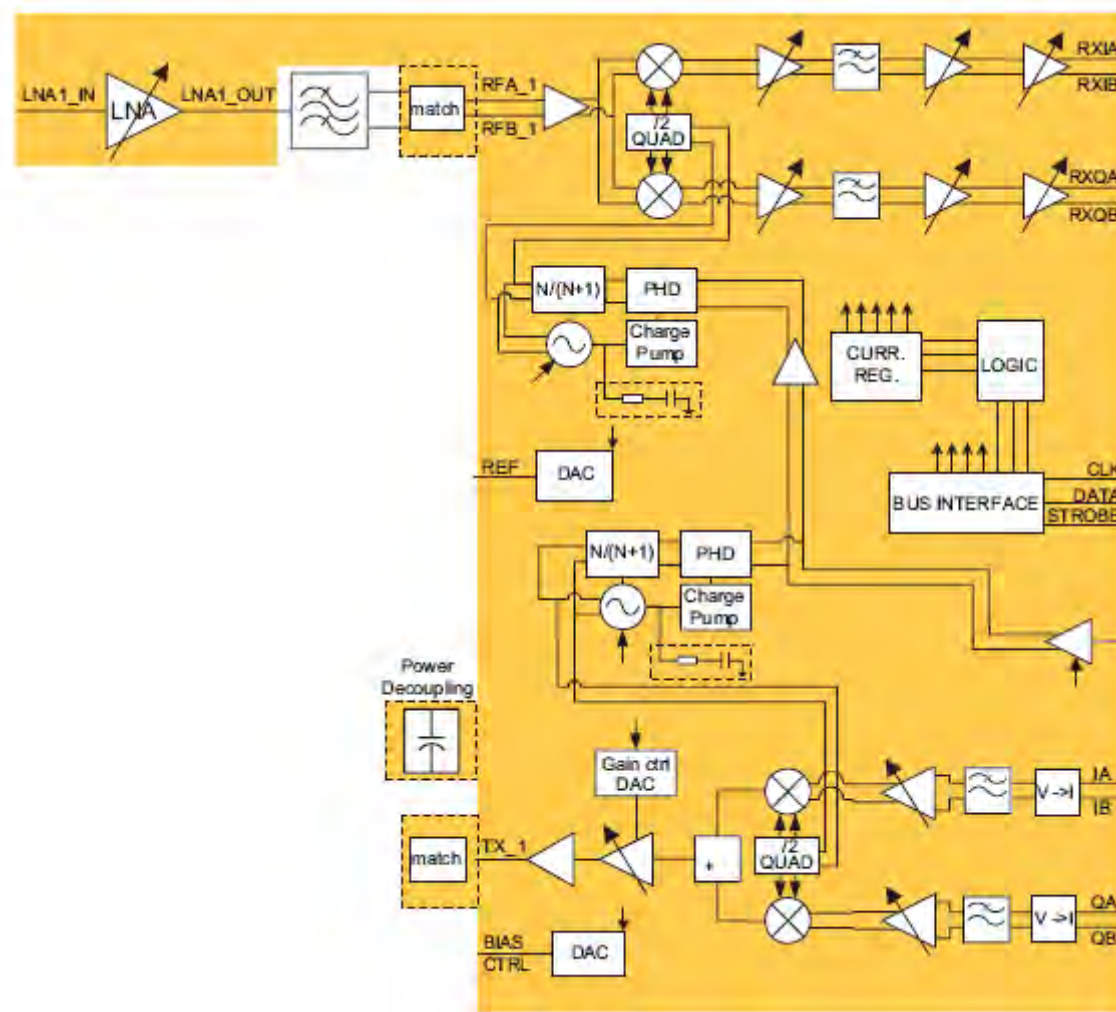 LNA1_IN
LNA
LNA1_OUT
match
RFA_1
RFB_1
/2
QUAD
RXIA
RXIB
RXQA
RXQB
N/(N+1)
PHD
Charge
Pump
CURR.
REG.
LOGIC
REF
DAC
BUS INTERFACE
CLK
DATA
STROBE
N/(N+1)
PHD
Charge
Pump
Power
Decoupling
Gain ctrl
DAC
IA
IB
V ->I
match
TX_1
+
/2
QUAD
QA
QB
V ->I
BIAS
CTRL
DAC